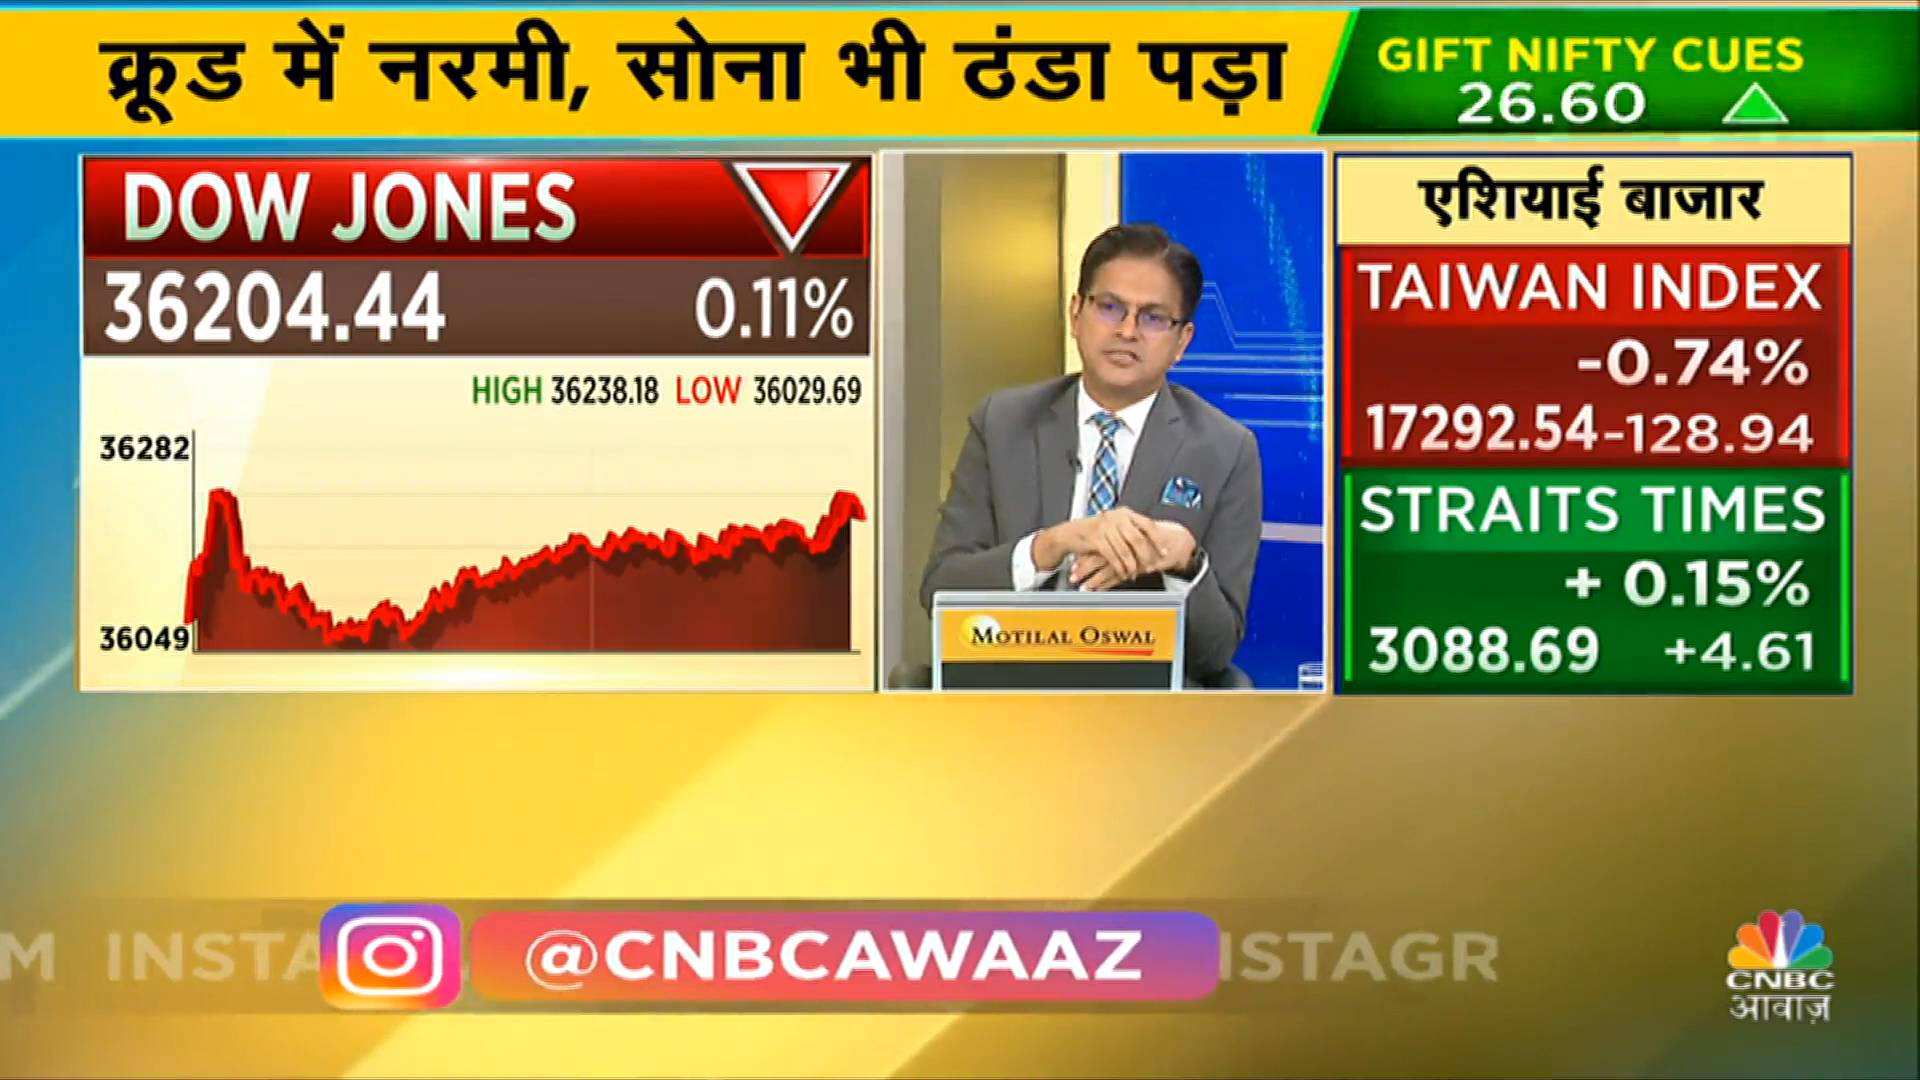 क्रूड में नरमी, सोना भी ठंडा पड़ा
GIFT NIFTY CUES
26.60
DOW JONES
36204.44 0.11%
HIGH 36238.18 LOW 36029.69
36282
36049
MOTILAL OSWAL
एशियाई बाजार
TAIWAN INDEX
-0.74%
17292.54 -128.94
STRAITS TIMES
+ 0.15%
3088.69 +4.61
M INSTA @CNBCAWAAZ ISTAGR
CNBC
आवाज़